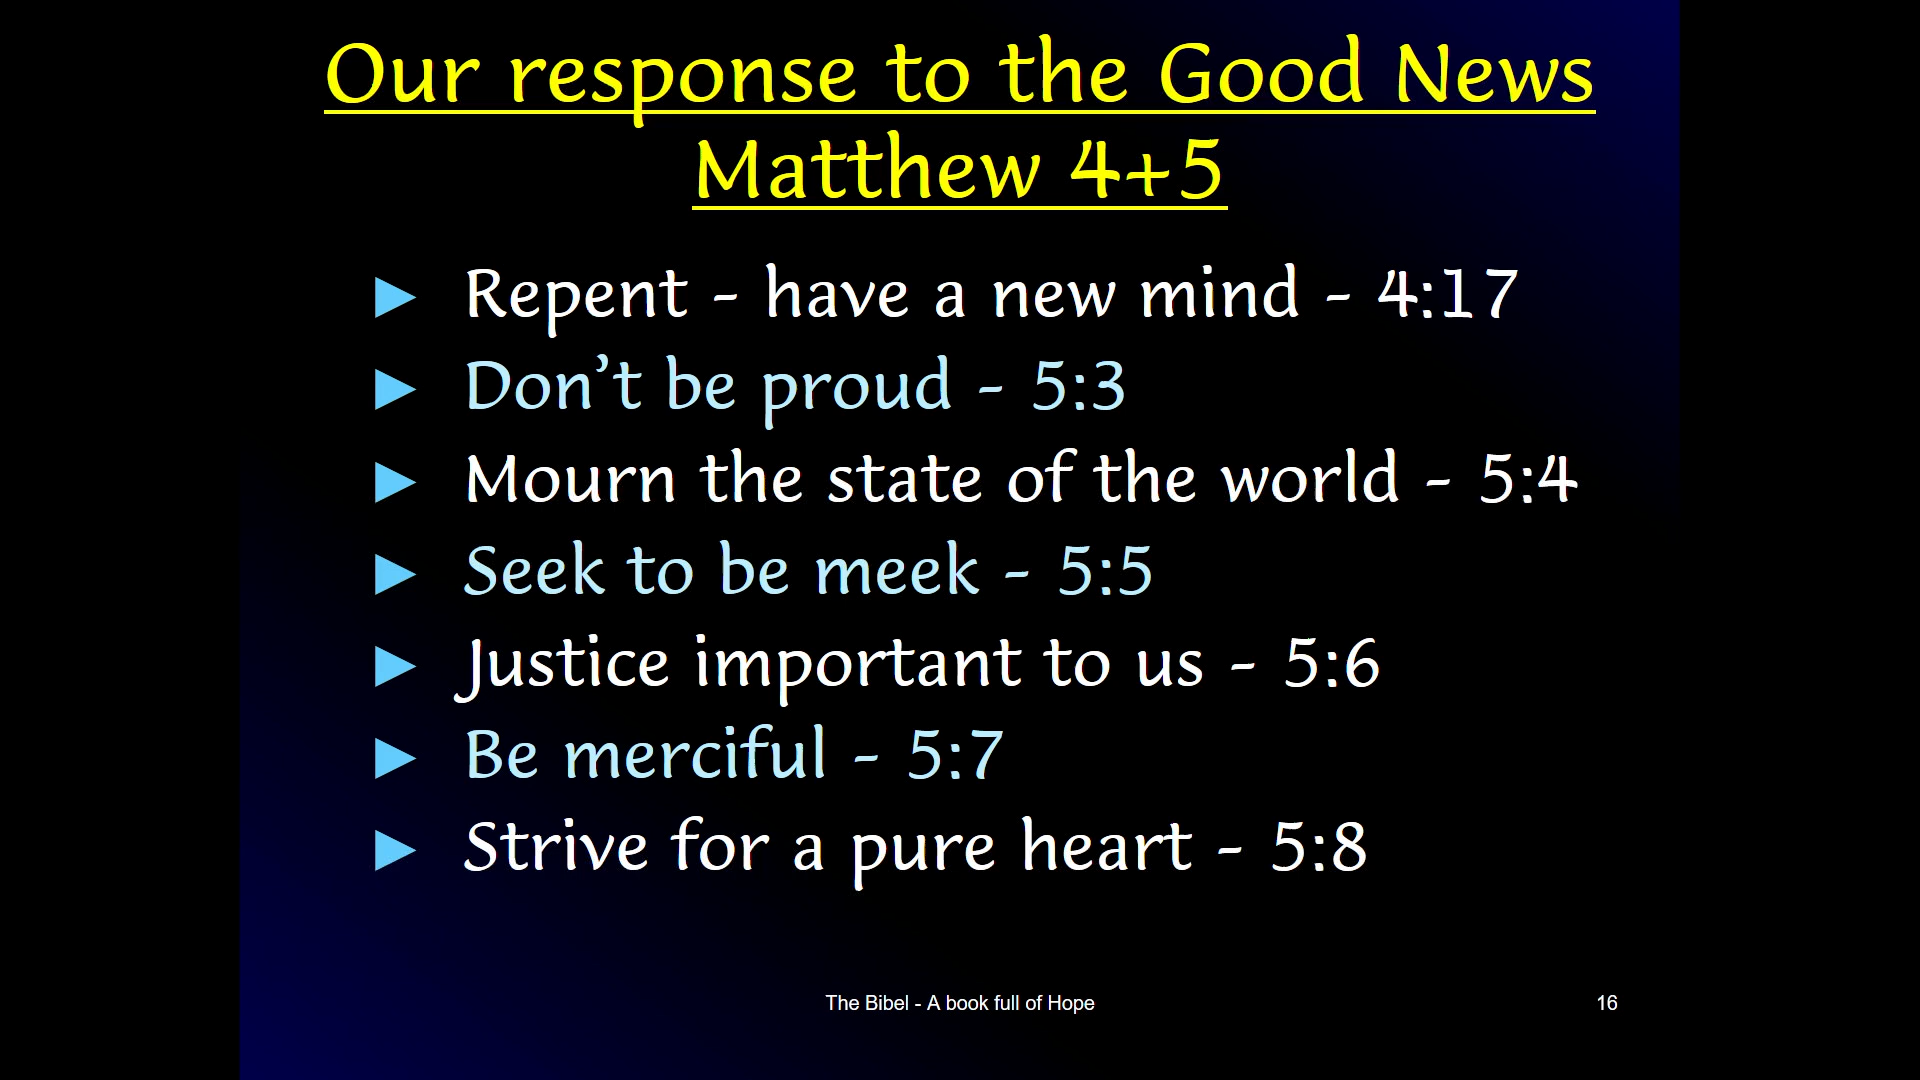 Our response to the Good News
Matthew 4+5
► Repent - have a new mind - 4:17
► Don’t be proud - 5:3
► Mourn the state of the world - 5:4
► Seek to be meek - 5:5
► Justice important to us - 5:6
► Be merciful - 5:7
► Strive for a pure heart - 5:8
The Bibel - A book full of Hope
16